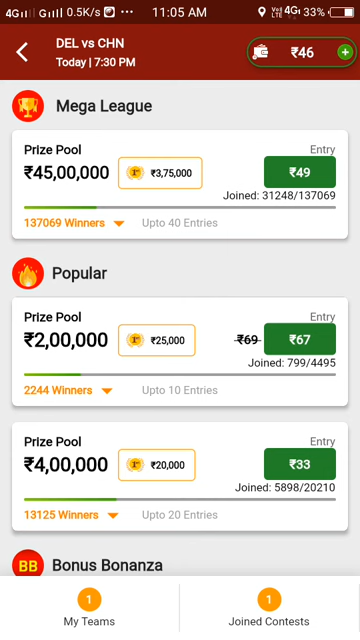 4G 0.5K/s ••• 11:05 AM VoLTE 4G 33%
DEL vs CHN
Today | 7:30 PM
₹46 +
Mega League
Prize Pool
Entry
₹45,00,000
1st ₹3,75,000
₹49
Joined: 31248/137069
137069 Winners
Upto 40 Entries
Popular
Prize Pool
Entry
₹2,00,000
1st ₹25,000
₹69
₹67
Joined: 799/4495
2244 Winners
Upto 10 Entries
Prize Pool
Entry
₹4,00,000
1st ₹20,000
₹33
Joined: 5898/20210
13125 Winners
Upto 20 Entries
BB Bonus Bonanza
1
My Teams
1
Joined Contests